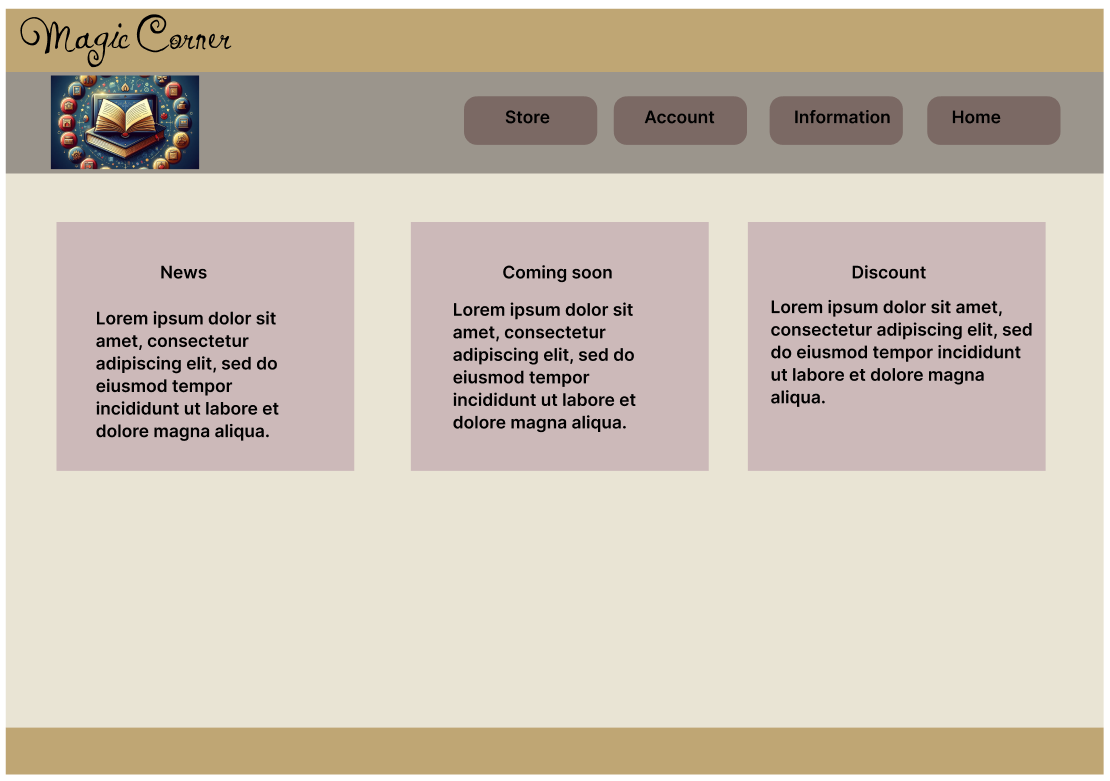 Magic Corner
Store
Account
Information
Home
News
Lorem ipsum dolor sit
amet, consectetur
adipiscing elit, sed do
eiusmod tempor
incididunt ut labore et
dolore magna aliqua.
Coming soon
Lorem ipsum dolor sit
amet, consectetur
adipiscing elit, sed do
eiusmod tempor
incididunt ut labore et
dolore magna aliqua.
Discount
Lorem ipsum dolor sit amet,
consectetur adipiscing elit, sed
do eiusmod tempor incididunt
ut labore et dolore magna
aliqua.